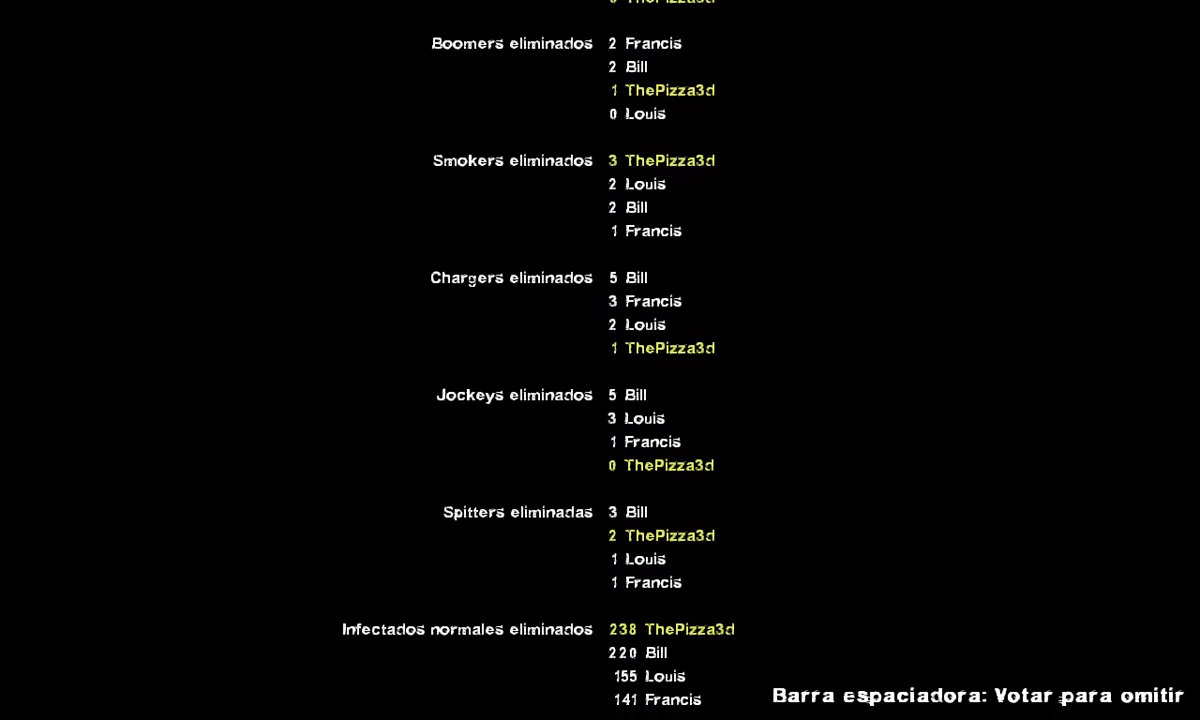 Boomers eliminados 2 Francis
2 Bill
1 ThePizza3d
0 Louis
Smokers eliminados 3 ThePizza3d
2 Louis
2 Bill
1 Francis
Chargers eliminados 5 Bill
3 Francis
2 Louis
1 ThePizza3d
Jockeys eliminados 5 Bill
3 Louis
1 Francis
0 ThePizza3d
Spitters eliminadas 3 Bill
2 ThePizza3d
1 Louis
1 Francis
Infectados normales eliminados 238 ThePizza3d
220 Bill
155 Louis
141 Francis
Barra espaciadora: Votar para omitir